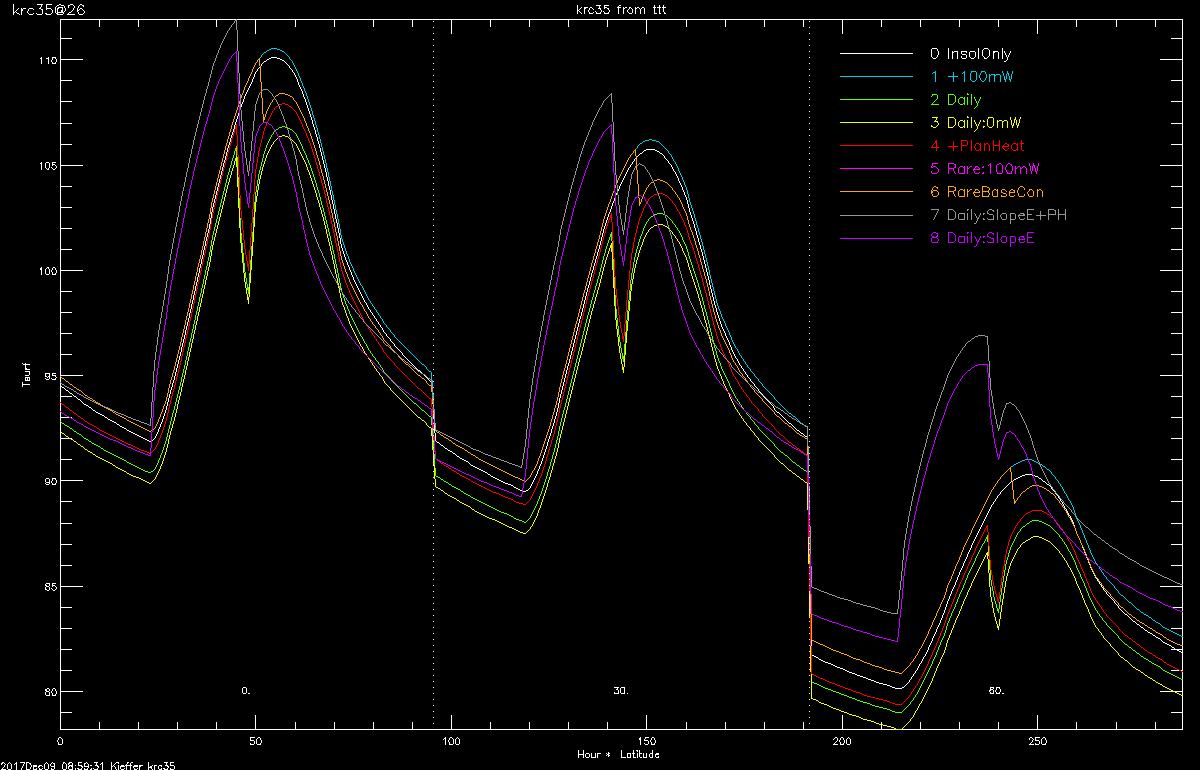 krc35@26
krc35 from ttt
0 InsolOnly
1 +100mW
2 Daily
3 Daily:0mW
4 +PlanHeat
5 Rare:100mW
6 RareBaseCon
7 Daily:SlopeE+PH
8 Daily:SlopeE
110
105
100
95
90
85
80
Tsurf
0. 30. 60.
0 50 100 150 200 250
Hour * Latitude
2017Dec09 08:59:31 Kieffer krc35